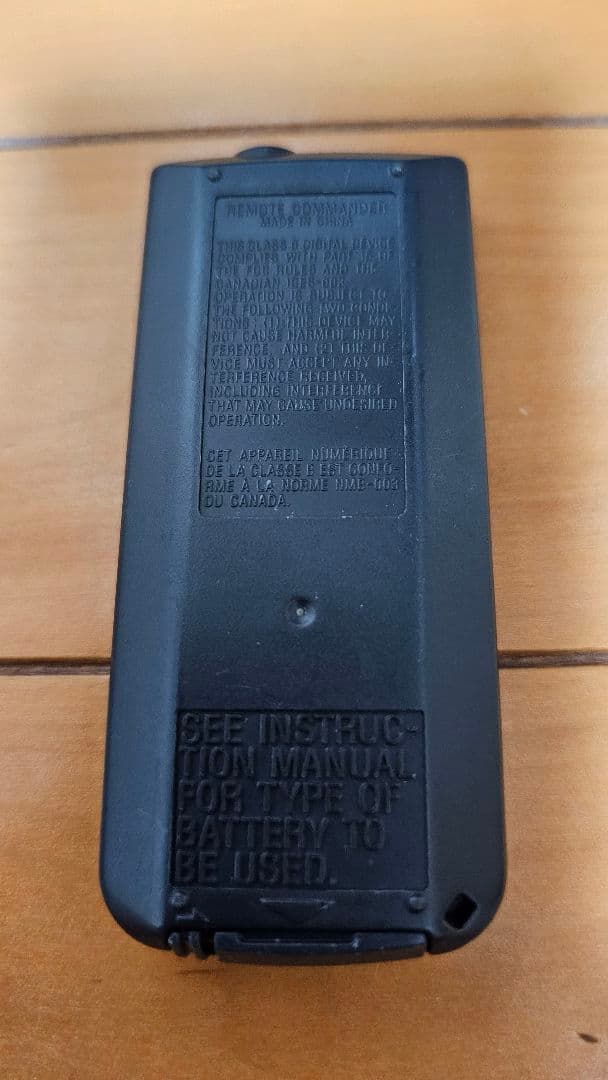 REMOTE COMMANDER
MADE IN CHINA
THIS CLASS B DIGITAL DEVICE
COMPLIES WITH PART 15 OF
THE FCC RULES AND THE
CANADIAN ICES-003.
OPERATION IS SUBJECT TO
THE FOLLOWING TWO CONDI-
TIONS : (1) THIS DEVICE MAY
NOT CAUSE HARMFUL INTER-
FERENCE, AND (2) THIS DE-
VICE MUST ACCEPT ANY IN-
TERFERENCE RECEIVED,
INCLUDING INTERFERENCE
THAT MAY CAUSE UNDESIRED
OPERATION.
CET APPAREIL NUMÉRIQUE
DE LA CLASSE B EST CONFO-
RME À LA NORME NMB-003
DU CANADA.
SEE INSTRUC-
TION MANUAL
FOR TYPE OF
BATTERY TO
BE USED.